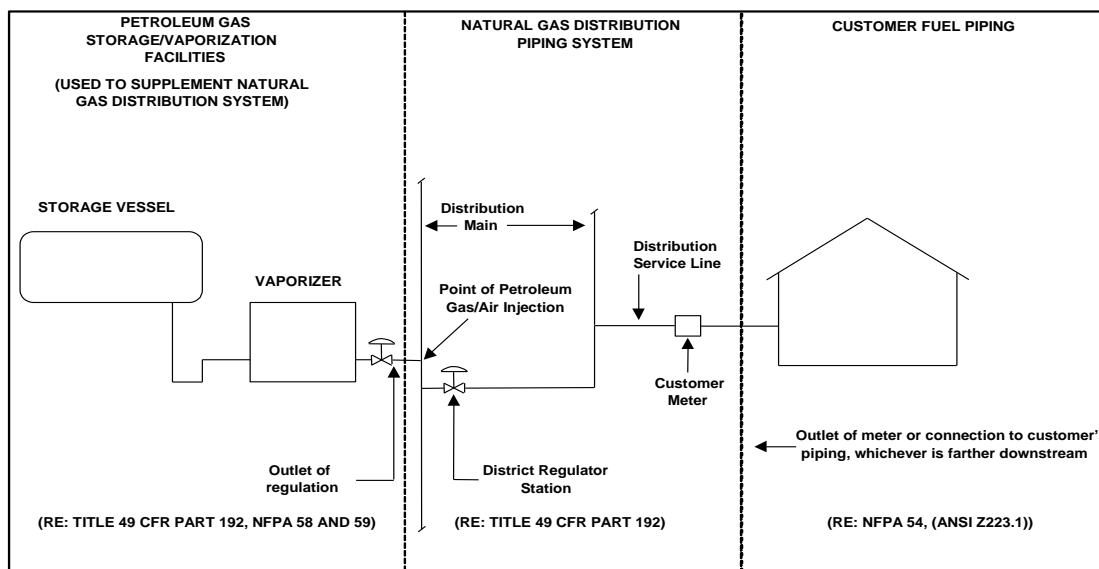 PETROLEUM GAS
STORAGE/VAPORIZATION
FACILITIES
(USED TO SUPPLEMENT NATURAL
GAS DISTRIBUTION SYSTEM)
NATURAL GAS DISTRIBUTION
PIPING SYSTEM
CUSTOMER FUEL PIPING
STORAGE VESSEL
VAPORIZER
Distribution
Main
Point of Petroleum
Gas/Air Injection
Distribution
Service Line
Customer
Meter
Outlet of
regulation
District Regulator
Station
Outlet of meter or connection to customer'
piping, whichever is farther downstream
(RE: TITLE 49 CFR PART 192, NFPA 58 AND 59)
(RE: TITLE 49 CFR PART 192)
(RE: NFPA 54, (ANSI Z223.1))